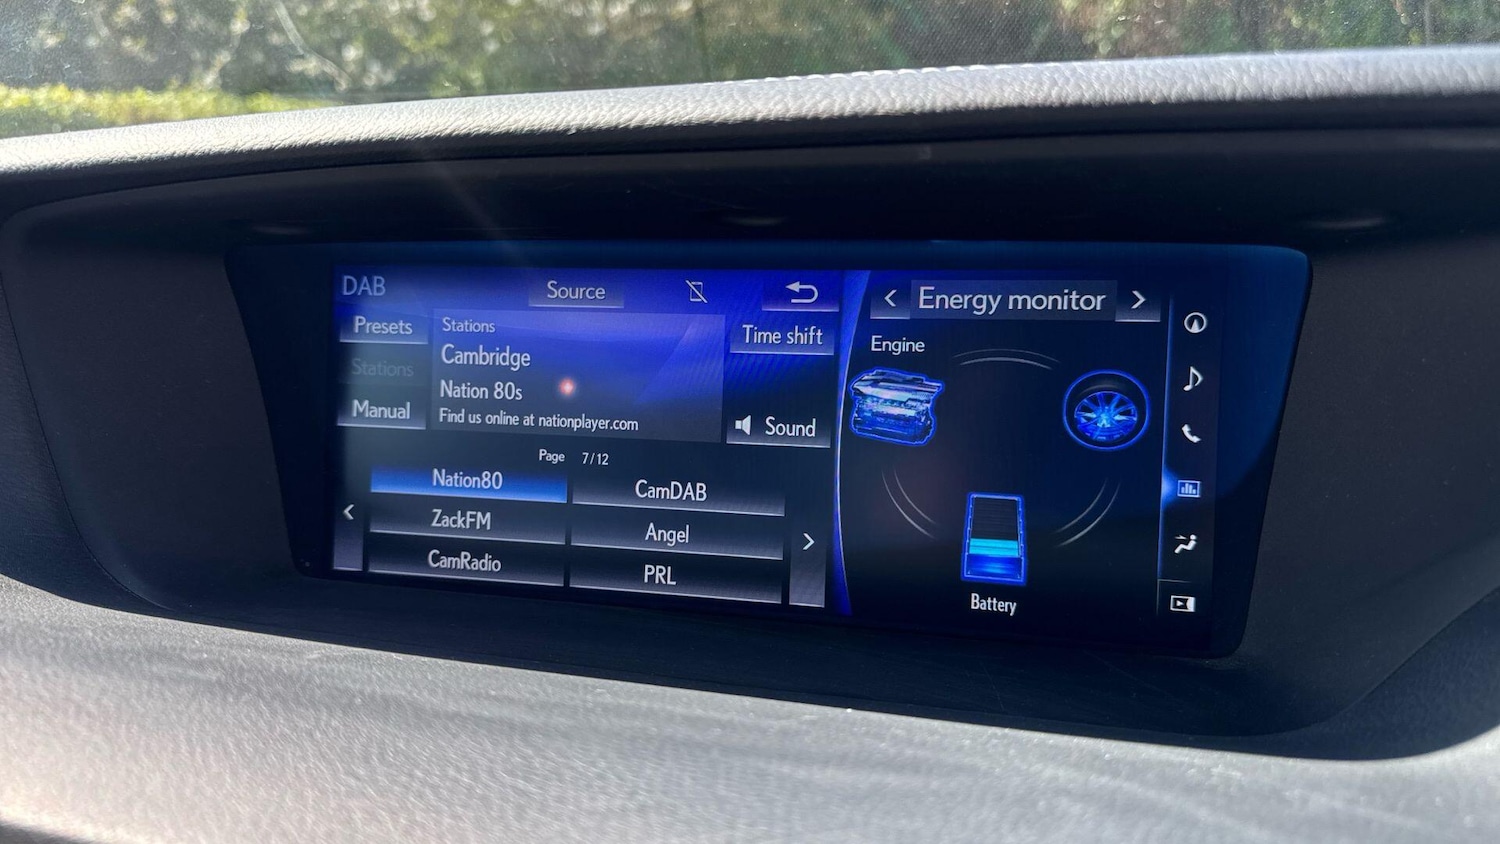 DAB
Source
Presets
Stations
Manual
Stations
Cambridge
Nation 80s
Find us online at nationplayer.com
Time shift
Sound
Page 7/12
Nation80
CamDAB
ZackFM
Angel
CamRadio
PRL
Energy monitor
Engine
Battery